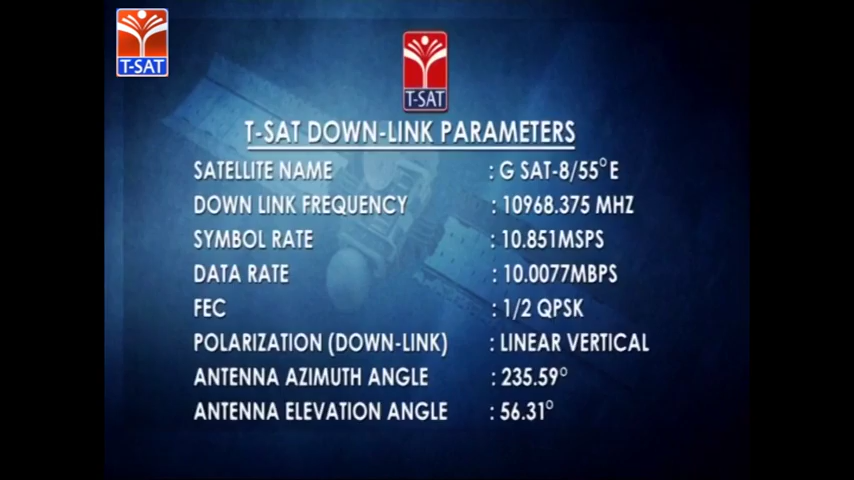 T-SAT
T-SAT
T-SAT DOWN-LINK PARAMETERS
SATELLITE NAME : G SAT-8/55°E
DOWN LINK FREQUENCY : 10968.375 MHZ
SYMBOL RATE : 10.851MSPS
DATA RATE : 10.0077MBPS
FEC : 1/2 QPSK
POLARIZATION (DOWN-LINK) : LINEAR VERTICAL
ANTENNA AZIMUTH ANGLE : 235.59°
ANTENNA ELEVATION ANGLE : 56.31°